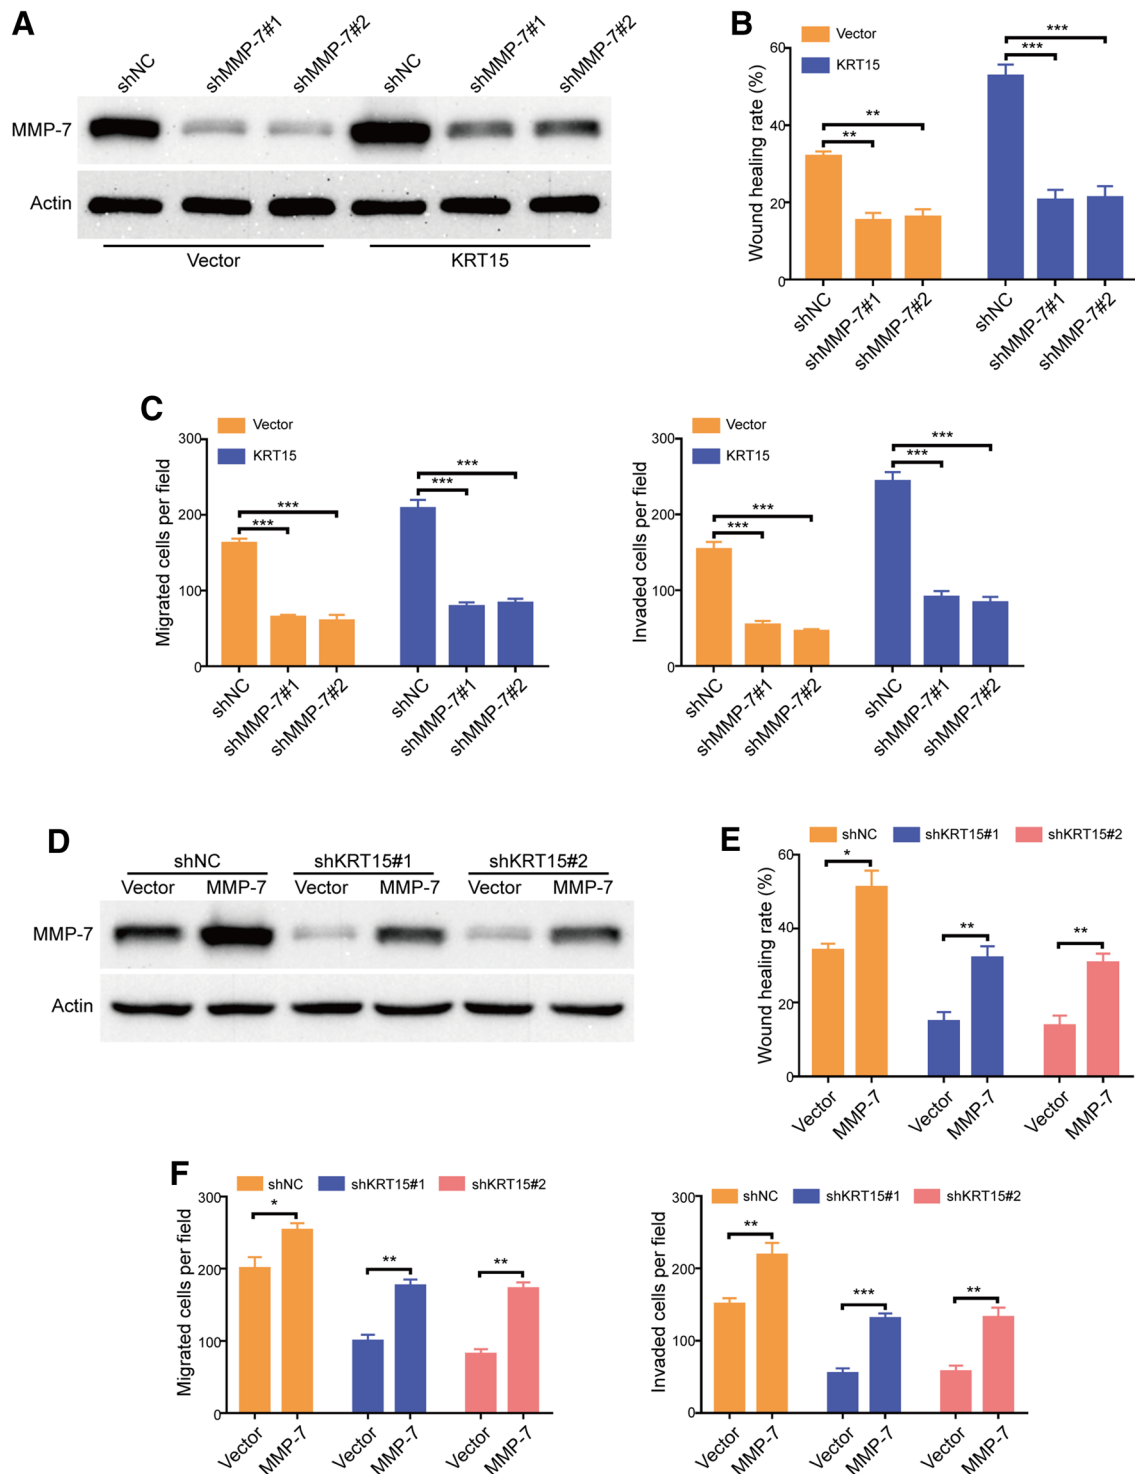 A
shNC
shMMP-7#1
shMMP-7#2
shNC
shMMP-7#1
shMMP-7#2
MMP-7
Actin
Vector
KRT15
B
Vector
KRT15
Wound healing rate (%)
60
40
20
0
**
**
***
***
shNC
shMMP-7#1
shMMP-7#2
shNC
shMMP-7#1
shMMP-7#2
C
Vector
KRT15
Migrated cells per field
300
200
100
0
***
***
***
***
shNC
shMMP-7#1
shMMP-7#2
shNC
shMMP-7#1
shMMP-7#2
Vector
KRT15
Invaded cells per field
300
200
100
0
***
***
***
***
shNC
shMMP-7#1
shMMP-7#2
shNC
shMMP-7#1
shMMP-7#2
D
shNC shKRT15#1 shKRT15#2
Vector MMP-7 Vector MMP-7 Vector MMP-7
MMP-7
Actin
E
shNC shKRT15#1 shKRT15#2
Wound healing rate (%)
60
40
20
0
*
**
**
Vector
MMP-7
Vector
MMP-7
Vector
MMP-7
F
shNC shKRT15#1 shKRT15#2
Migrated cells per field
300
200
100
0
*
**
**
Vector
MMP-7
Vector
MMP-7
Vector
MMP-7
shNC shKRT15#1 shKRT15#2
Invaded cells per field
300
200
100
0
**
***
**
Vector
MMP-7
Vector
MMP-7
Vector
MMP-7